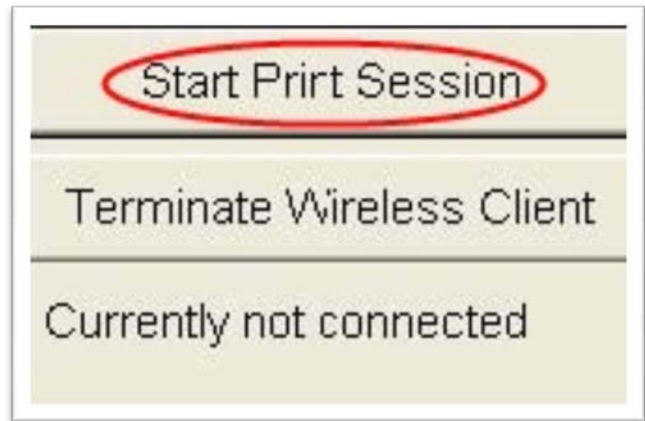 Start Prirt Session
Terminate Wireless Client
Currently not connected